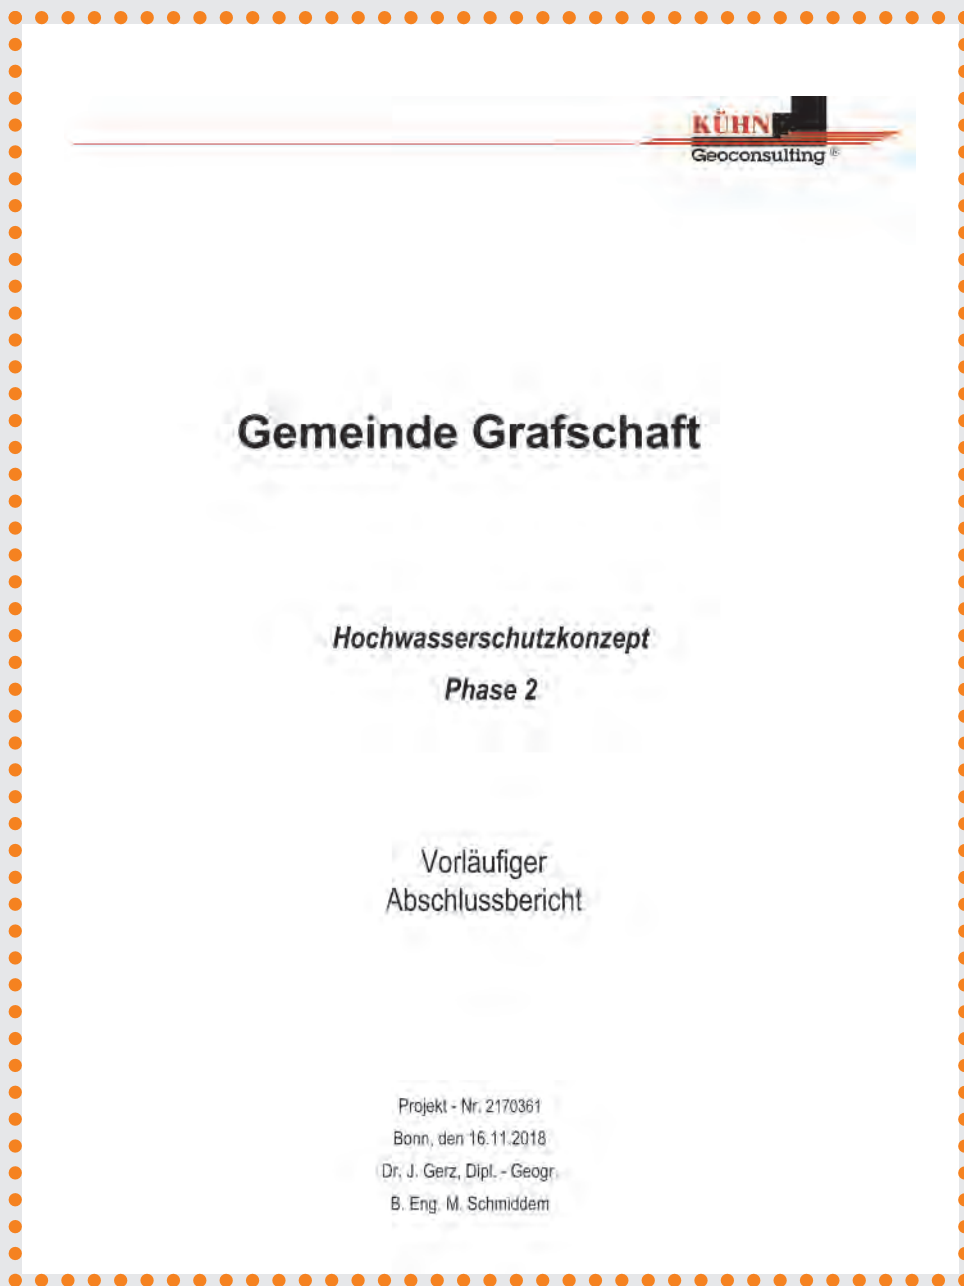 KÜHN
Geoconsulting ®
Gemeinde Grafschaft
Hochwasserschutzkonzept
Phase 2
Vorläufiger
Abschlussbericht
Projekt - Nr. 2170361
Bonn, den 16.11.2018
Dr. J. Gerz, Dipl. - Geogr.
B. Eng. M. Schmiddem